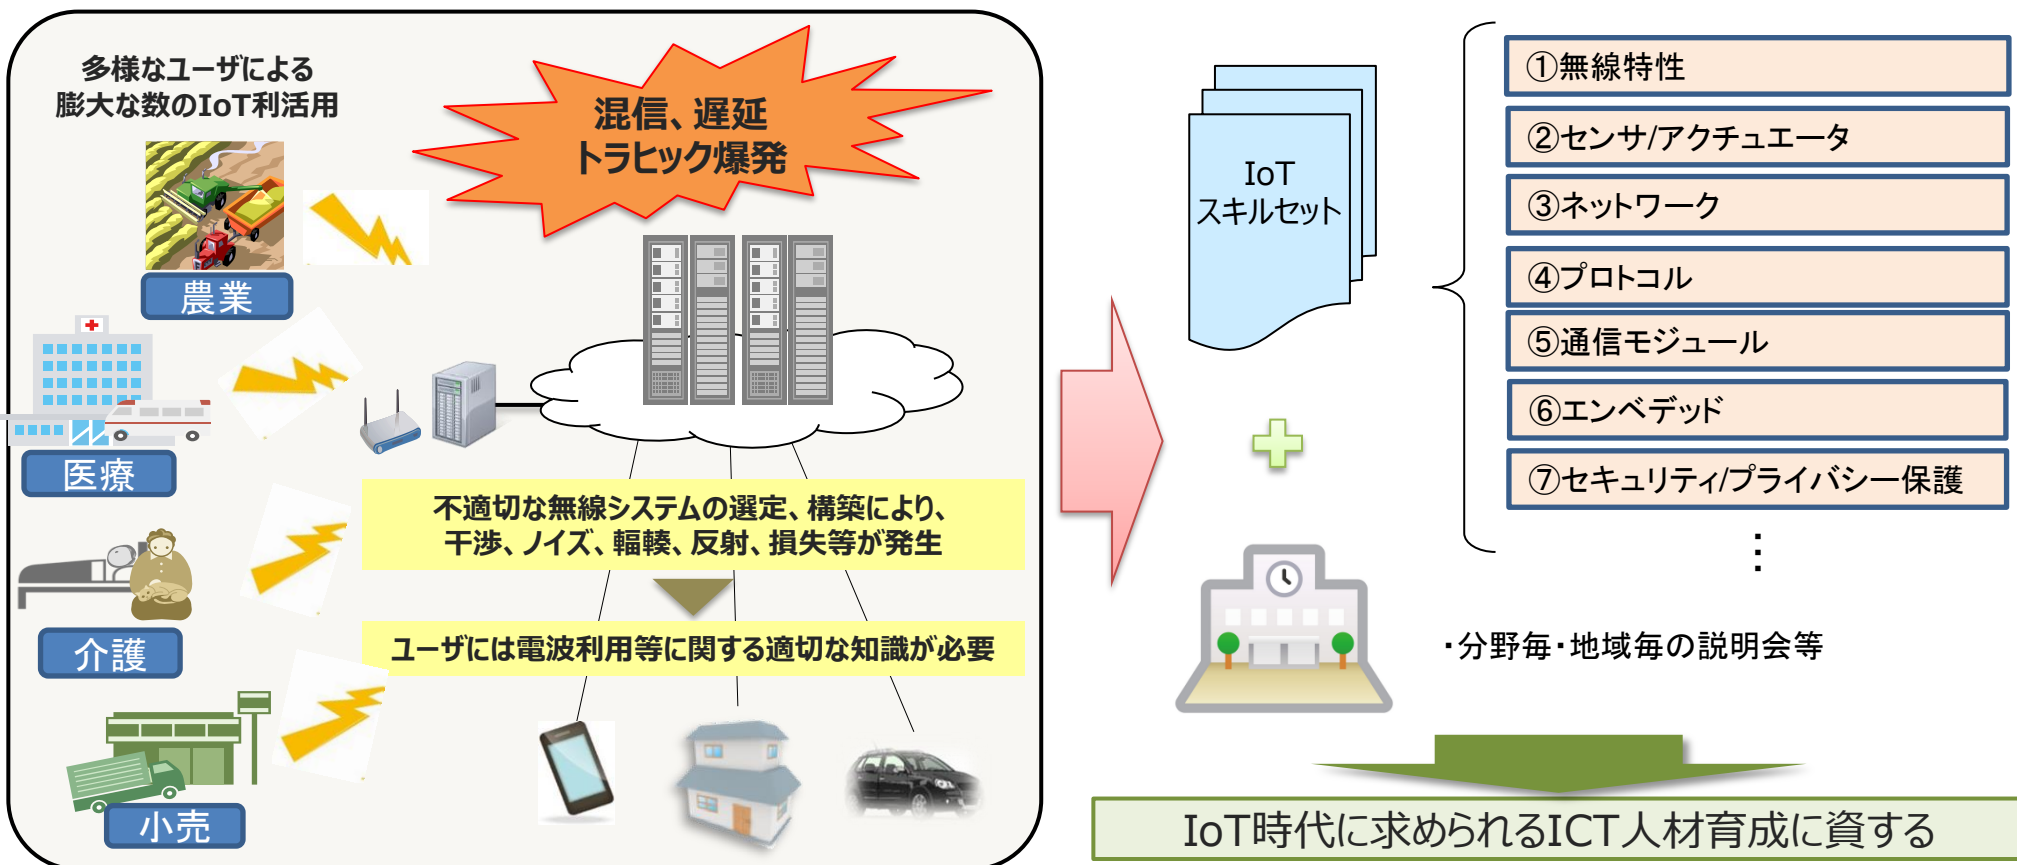 多様なユーザによる
膨大な数のIoT利活用
混信、遅延
トラヒック爆発
農業
医療
介護
小売
不適切な無線システムの選定、構築により、
干渉、ノイズ、輻輳、反射、損失等が発生
ユーザには電波利用等に関する適切な知識が必要
IoT
スキルセット
①無線特性
②センサ/アクチュエータ
③ネットワーク
④プロトコル
⑤通信モジュール
⑥エンベデッド
⑦セキュリティ/プライバシー保護
⋮
・分野毎・地域毎の説明会等
IoT時代に求められるICT人材育成に資する